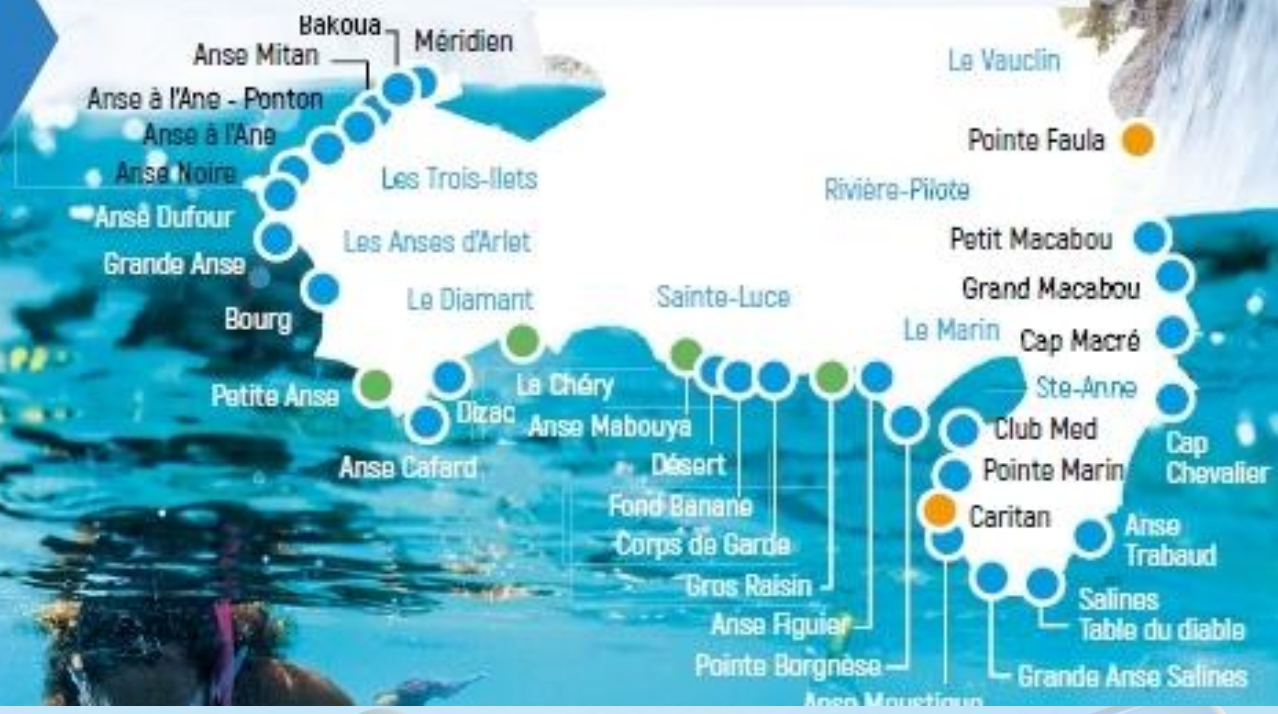 Bakoua
Méridien
Anse Mitan
Anse à l'Ane - Ponton
Anse à l'Ane
Anse Noire
Anse Dufour
Grande Anse
Bourg
Les Trois-Ilets
Les Anses d'Arlet
Le Diamant
Petite Anse
Dizac
Anse Cafard
La Chéry
Sainte-Luce
Anse Mabouya
Désert
Fond Banane
Corps de Garde
Gros Raisin
Anse Figuier
Pointe Borgnèse
Anse Moustique
Le Vauclin
Pointe Faula
Rivière-Pilote
Petit Macabou
Grand Macabou
Le Marin
Cap Macré
Ste-Anne
Club Med
Cap
Chevalier
Pointe Marin
Caritan
Anse
Trabaud
Salines
Table du diable
Grande Anse Salines